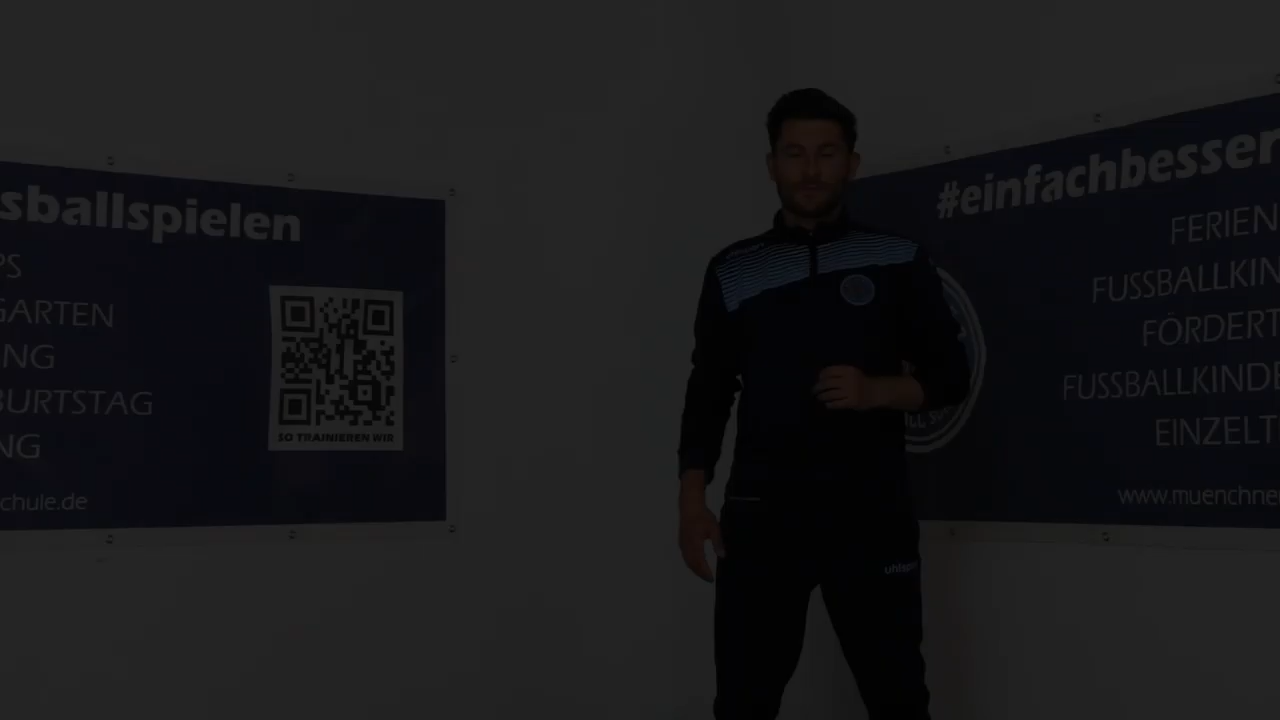 sballspielen
PS
GARTEN
NG
BURTSTAG
NG
chule.de
SO TRAINIEREN WIR
#einfachbesser
FERIEN
FUSSBALLKIN
FÖRDERT
FUSSBALLKINDE
EINZELT
www.muenchne
uhlsport